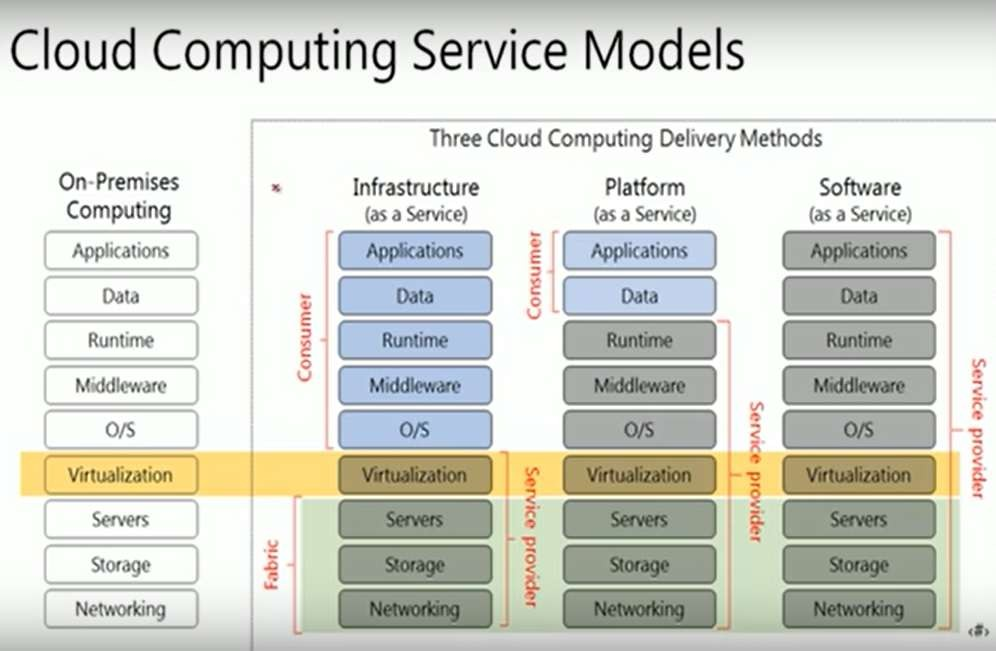 Cloud Computing Service Models
Three Cloud Computing Delivery Methods
On-Premises
Computing
Applications
Data
Runtime
Middleware
O/S
Virtualization
Servers
Storage
Networking
Infrastructure
(as a Service)
Consumer
Applications
Data
Runtime
Middleware
O/S
Virtualization
Servers
Storage
Networking
Fabric
Service provider
Platform
(as a Service)
Consumer
Applications
Data
Runtime
Middleware
O/S
Virtualization
Servers
Storage
Networking
Service provider
Software
(as a Service)
Applications
Data
Runtime
Middleware
O/S
Virtualization
Servers
Storage
Networking
Service provider
‹#›